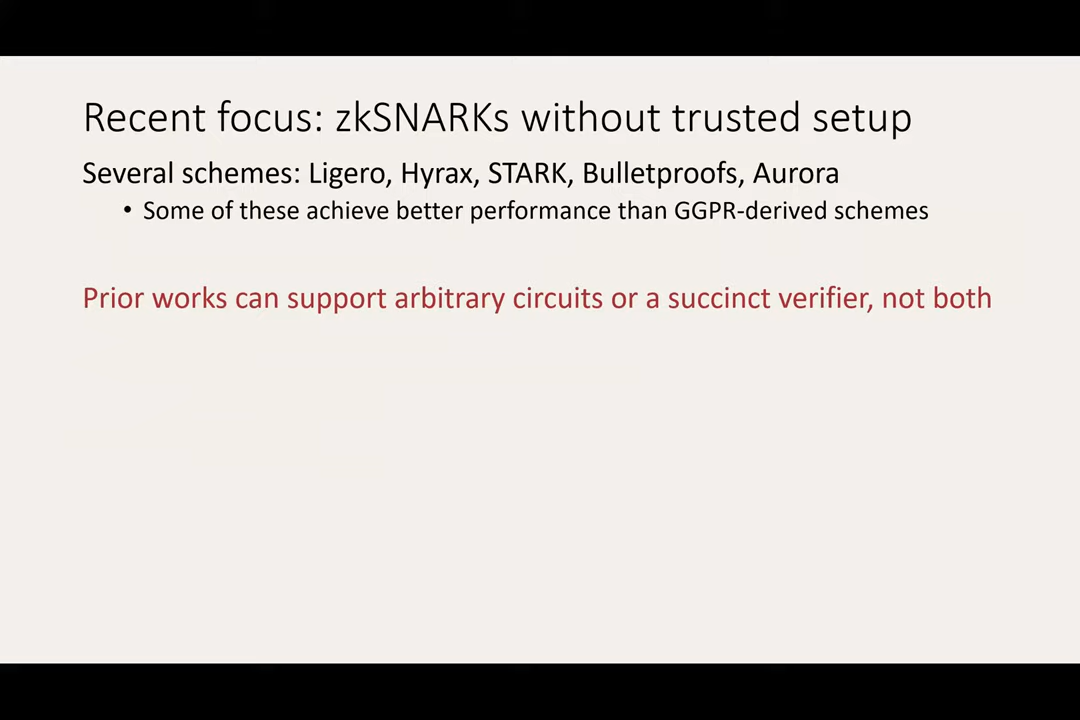 Recent focus: zkSNARKs without trusted setup
Several schemes: Ligero, Hyrax, STARK, Bulletproofs, Aurora
• Some of these achieve better performance than GGPR-derived schemes
Prior works can support arbitrary circuits or a succinct verifier, not both